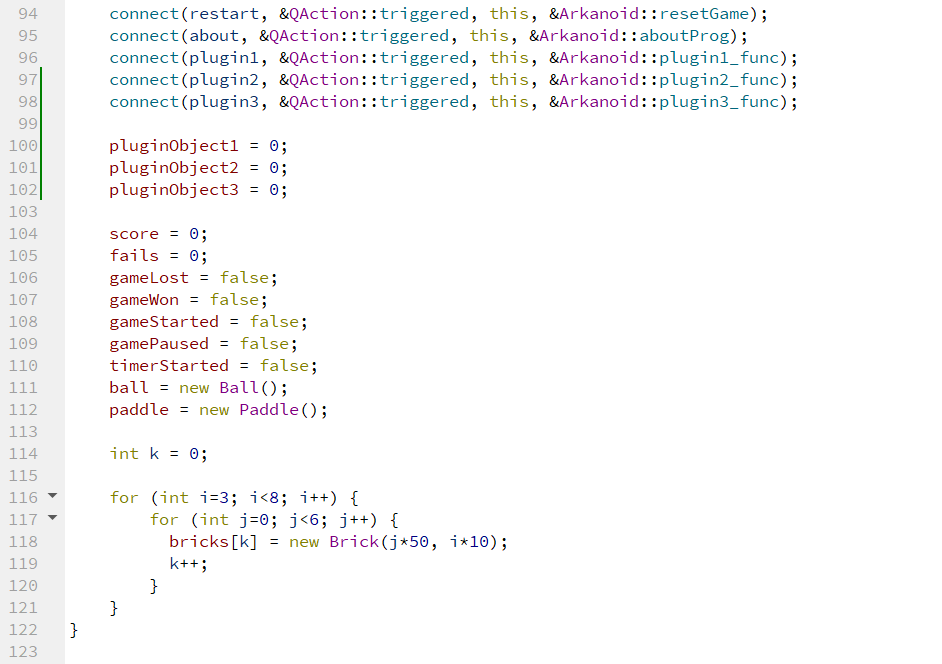 94 connect(restart, &QAction::triggered, this, &Arkanoid::resetGame);
95 connect(about, &QAction::triggered, this, &Arkanoid::aboutProg);
96 connect(plugin1, &QAction::triggered, this, &Arkanoid::plugin1_func);
97 connect(plugin2, &QAction::triggered, this, &Arkanoid::plugin2_func);
98 connect(plugin3, &QAction::triggered, this, &Arkanoid::plugin3_func);
99
100 pluginObject1 = 0;
101 pluginObject2 = 0;
102 pluginObject3 = 0;
103
104 score = 0;
105 fails = 0;
106 gameLost = false;
107 gameWon = false;
108 gameStarted = false;
109 gamePaused = false;
110 timerStarted = false;
111 ball = new Ball();
112 paddle = new Paddle();
113
114 int k = 0;
115
116 for (int i=3; i<8; i++) {
117 for (int j=0; j<6; j++) {
118 bricks[k] = new Brick(j*50, i*10);
119 k++;
120 }
121 }
122 }
123